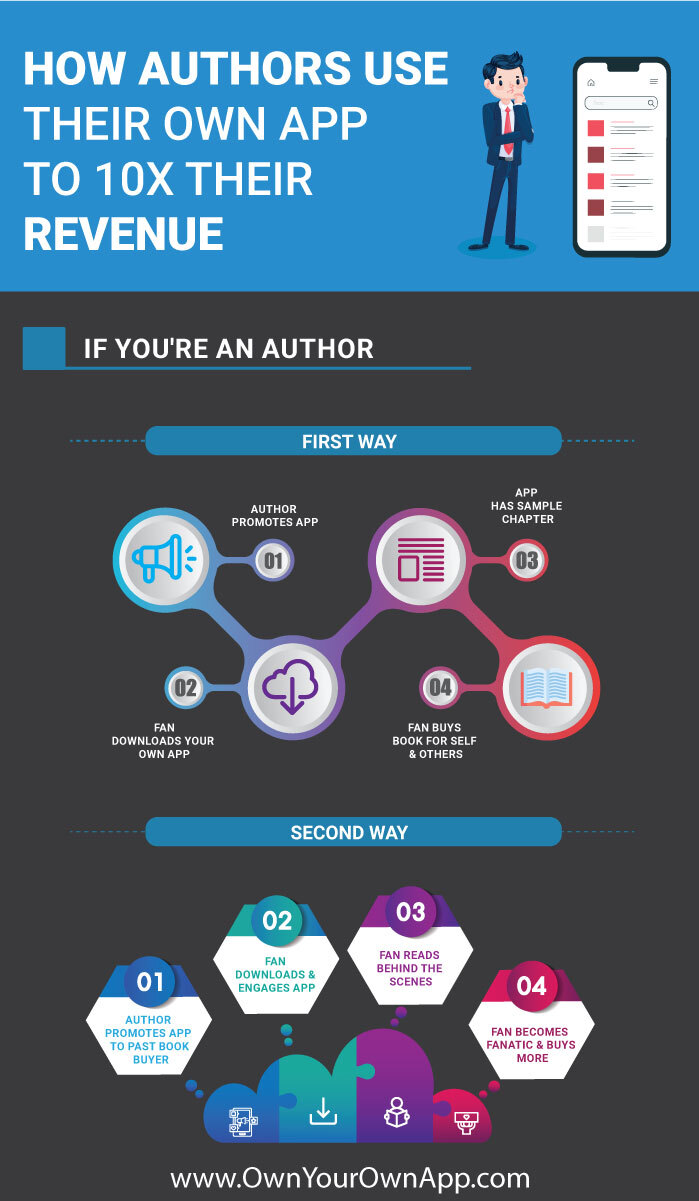 HOW AUTHORS USE
THEIR OWN APP
TO 10X THEIR
REVENUE
IF YOU'RE AN AUTHOR
FIRST WAY
AUTHOR
PROMOTES APP
01
APP
HAS SAMPLE
CHAPTER
03
02
FAN
DOWNLOADS YOUR
OWN APP
04
FAN BUYS
BOOK FOR SELF
& OTHERS
SECOND WAY
01
AUTHOR
PROMOTES APP
TO PAST BOOK
BUYER
02
FAN
DOWNLOADS &
ENGAGES APP
03
FAN READS
BEHIND THE
SCENES
04
FAN BECOMES
FANATIC & BUYS
MORE
www.OwnYourOwnApp.com